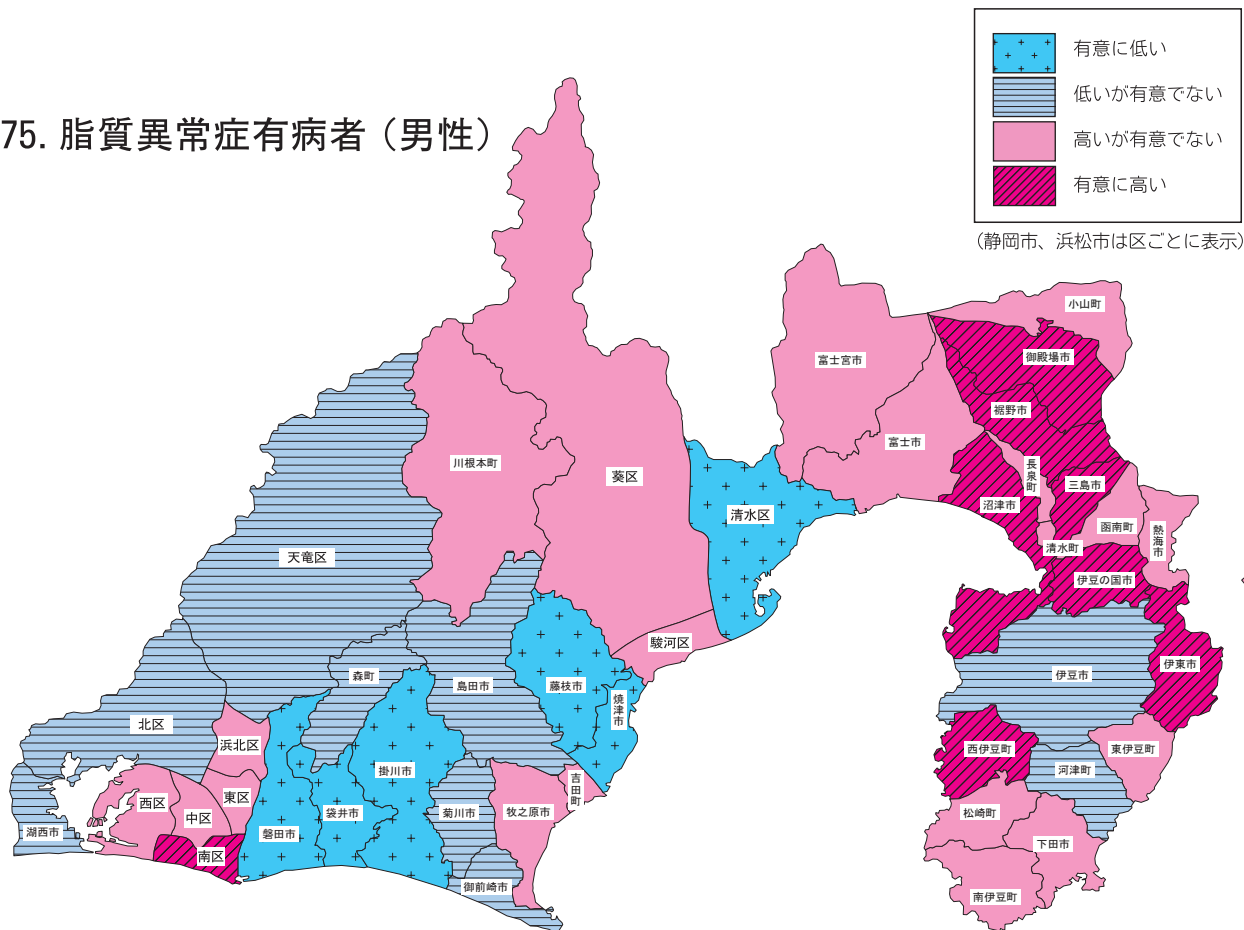 75. 脂質異常症有病者（男性）
有意に低い
低いが有意でない
高いが有意でない
有意に高い
（静岡市、浜松市は区ごとに表示）
小山町
御殿場市
富士宮市
裾野市
富士市
川根本町
葵区
長泉町
三島市
沼津市
清水区
函南町
熱海市
清水町
天竜区
伊豆の国市
駿河区
伊東市
森町
伊豆市
島田市
藤枝市
焼津市
北区
浜北区
西伊豆町
東伊豆町
掛川市
河津町
吉田町
東区
西区
袋井市
菊川市
牧之原市
松崎町
中区
湖西市
磐田市
下田市
南区
御前崎市
南伊豆町